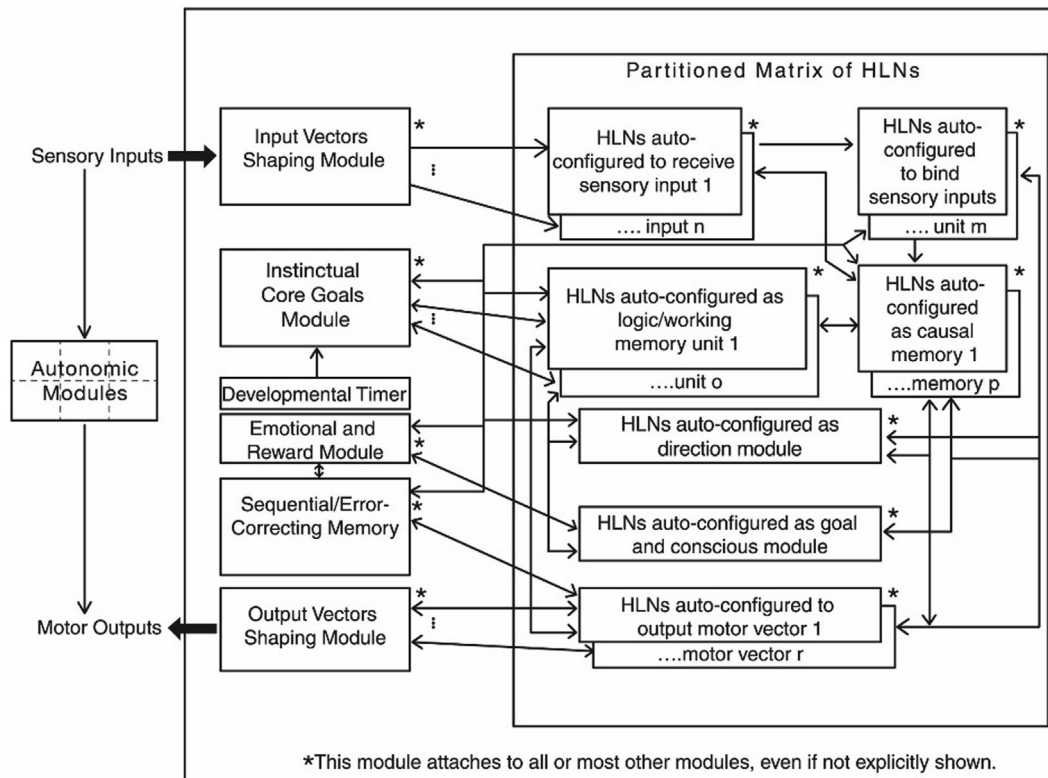 Partitioned Matrix of HLNs
Sensory Inputs
Input Vectors
Shaping Module
*
⋮
HLNs auto-
configured to receive
sensory input 1
*
.... input n
HLNs auto-
configured
to bind
sensory inputs
*
.... unit m
Instinctual
Core Goals
Module
*
⋮
HLNs auto-configured as
logic/working
memory unit 1
*
....unit o
HLNs auto-
configured
as causal
memory 1
*
....memory p
Autonomic
Modules
Developmental Timer
Emotional and
Reward Module
*
HLNs auto-configured as
direction module
*
Sequential/Error-
Correcting Memory
*
HLNs auto-configured as goal
and conscious module
*
Motor Outputs
Output Vectors
Shaping Module
*
⋮
HLNs auto-configured to
output motor vector 1
*
....motor vector r
*This module attaches to all or most other modules, even if not explicitly shown.